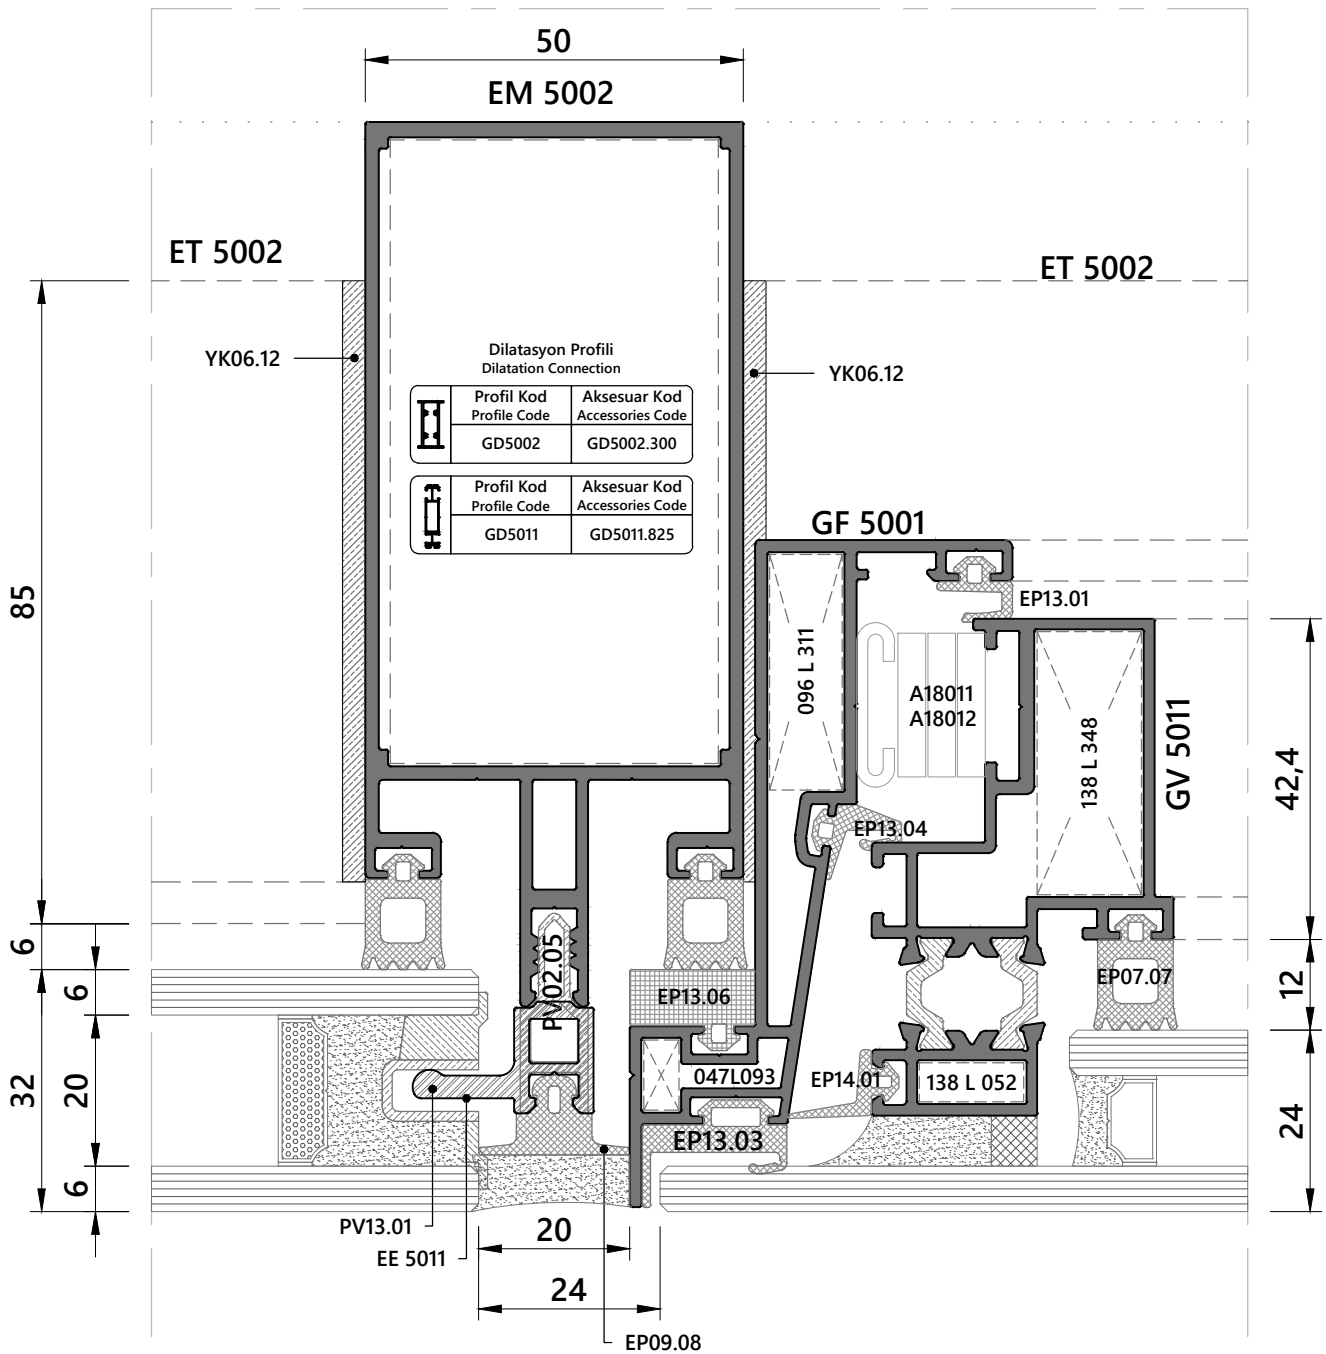 50
EM 5002
ET 5002
ET 5002
YK06.12
YK06.12
Dilatasyon Profili
Dilatation Connection
Profil Kod
Profile Code
Aksesuar Kod
Accessories Code
GD5002
GD5002.300
Profil Kod
Profile Code
Aksesuar Kod
Accessories Code
GD5011
GD5011.825
GF 5001
EP13.01
096 L 311
A18011
A18012
138 L 348
GV 5011
42,4
85
EP13.04
6
PV02.05
EP13.06
EP07.07
12
6
32
20
6
047L093
EP14.01
138 L 052
24
EP13.03
PV13.01
EE 5011
20
24
EP09.08